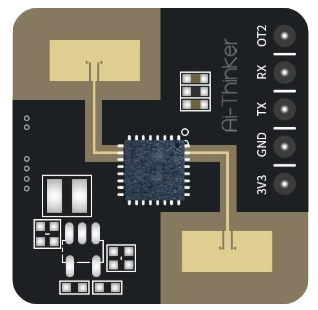 Ai-Thinker
OT2
RX
TX
GND
3V3